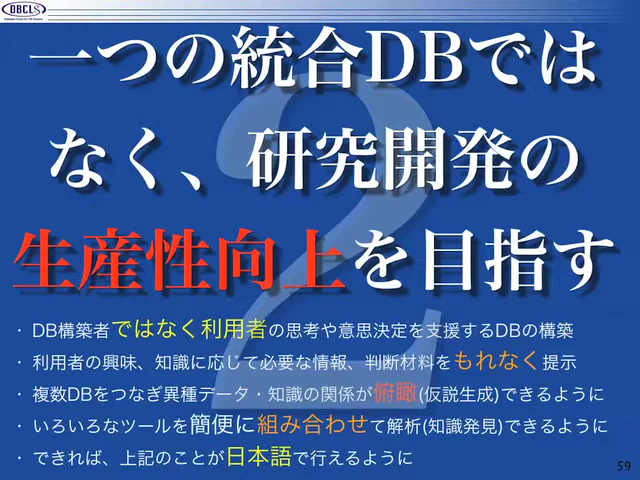 DBCLS
一つの統合DBでは
なく、研究開発の
生産性向上を目指す
2
・DB構築者ではなく利用者の思考や意思決定を支援するDBの構築
・利用者の興味、知識に応じて必要な情報、判断材料をもれなく提示
・複数DBをつなぎ異種データ・知識の関係が俯瞰(仮説生成)できるように
・いろいろなツールを簡便に組み合わせて解析(知識発見)できるように
・できれば、上記のことが日本語で行えるように
59